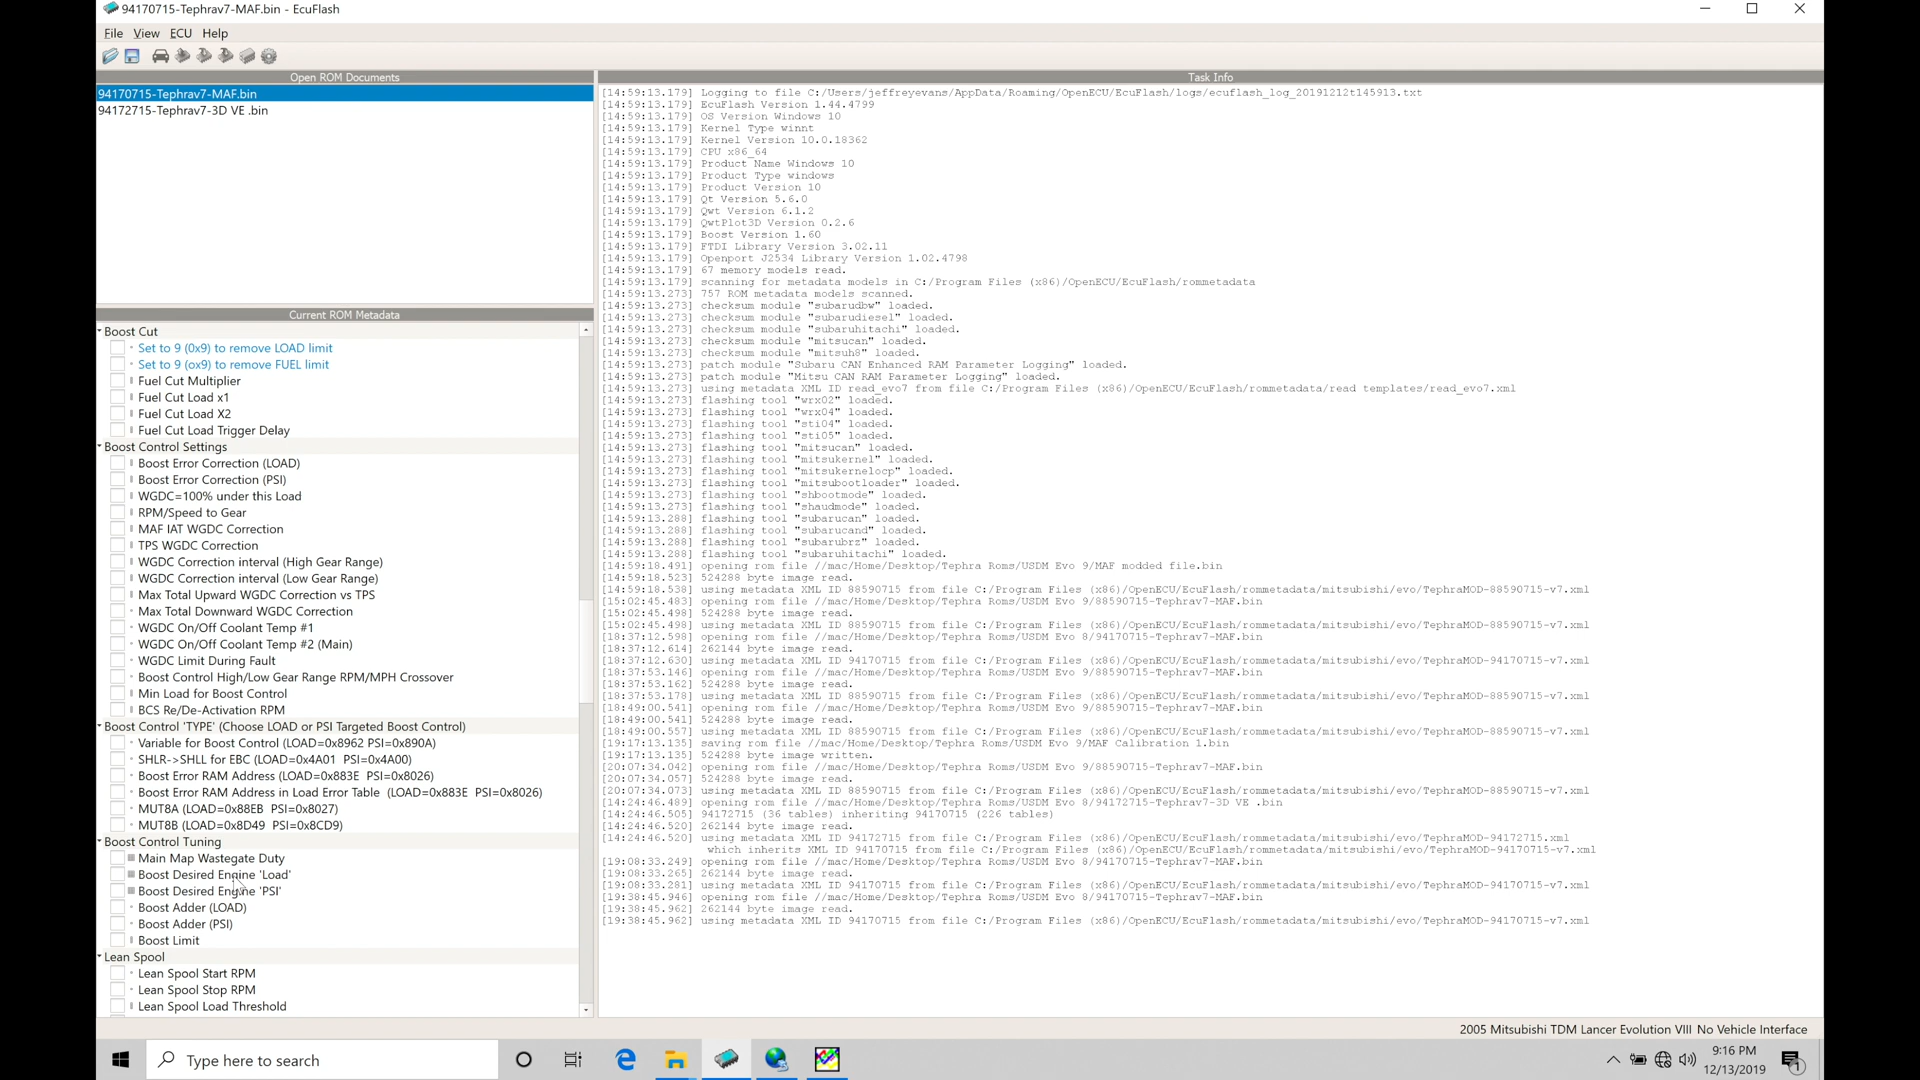 94170715-Tephrav7-MAF.bin - EcuFlash
File View ECU Help
Open ROM Documents
94170715-Tephrav7-MAF.bin
94172715-Tephrav7-3D VE .bin
Current ROM Metadata
Boost Cut
Set to 9 (0x9) to remove LOAD limit
Set to 9 (ox9) to remove FUEL limit
Fuel Cut Multiplier
Fuel Cut Load x1
Fuel Cut Load X2
Fuel Cut Load Trigger Delay
Boost Control Settings
Boost Error Correction (LOAD)
Boost Error Correction (PSI)
WGDC=100% under this Load
RPM/Speed to Gear
MAF IAT WGDC Correction
TPS WGDC Correction
WGDC Correction interval (High Gear Range)
WGDC Correction interval (Low Gear Range)
Max Total Upward WGDC Correction vs TPS
Max Total Downward WGDC Correction
WGDC On/Off Coolant Temp #1
WGDC On/Off Coolant Temp #2 (Main)
WGDC Limit During Fault
Boost Control High/Low Gear Range RPM/MPH Crossover
Min Load for Boost Control
BCS Re/De-Activation RPM
Boost Control 'TYPE' (Choose LOAD or PSI Targeted Boost Control)
Variable for Boost Control (LOAD=0x8962 PSI=0x890A)
SHLR->SHLL for EBC (LOAD=0x4A01 PSI=0x4A00)
Boost Error RAM Address (LOAD=0x883E PSI=0x8026)
Boost Error RAM Address in Load Error Table (LOAD=0x883E PSI=0x8026)
MUT8A (LOAD=0x88EB PSI=0x8027)
MUT8B (LOAD=0x8D49 PSI=0x8CD9)
Boost Control Tuning
Main Map Wastegate Duty
Boost Desired Engine 'Load'
Boost Desired Engine 'PSI'
Boost Adder (LOAD)
Boost Adder (PSI)
Boost Limit
Lean Spool
Lean Spool Start RPM
Lean Spool Stop RPM
Lean Spool Load Threshold
Task Info
[14:59:13.179] Logging to file C:/Users/jeffreyevans/AppData/Roaming/OpenECU/EcuFlash/logs/ecuflash_log_20191212t145913.txt
[14:59:13.179] EcuFlash Version 1.44.4799
[14:59:13.179] OS Version Windows 10
[14:59:13.179] Kernel Type winnt
[14:59:13.179] Kernel Version 10.0.18362
[14:59:13.179] CPU x86_64
[14:59:13.179] Product Name Windows 10
[14:59:13.179] Product Type windows
[14:59:13.179] Product Version 10
[14:59:13.179] Qt Version 5.6.0
[14:59:13.179] Qwt Version 6.1.2
[14:59:13.179] QwtPlot3D Version 0.2.6
[14:59:13.179] Boost Version 1.60
[14:59:13.179] FTDI Library Version 3.02.11
[14:59:13.179] Openport J2534 Library Version 1.02.4798
[14:59:13.179] 67 memory models read.
[14:59:13.179] scanning for metadata models in C:/Program Files (x86)/OpenECU/EcuFlash/rommetadata
[14:59:13.273] 757 ROM metadata models scanned.
[14:59:13.273] checksum module "subarudbw" loaded.
[14:59:13.273] checksum module "subarudiesel" loaded.
[14:59:13.273] checksum module "subaruhitachi" loaded.
[14:59:13.273] checksum module "mitsucan" loaded.
[14:59:13.273] checksum module "mitsuh8" loaded.
[14:59:13.273] patch module "Subaru CAN Enhanced RAM Parameter Logging" loaded.
[14:59:13.273] patch module "Mitsu CAN RAM Parameter Logging" loaded.
[14:59:13.273] using metadata XML ID read_evo7 from file C:/Program Files (x86)/OpenECU/EcuFlash/rommetadata/read templates/read_evo7.xml
[14:59:13.273] flashing tool "wrx02" loaded.
[14:59:13.273] flashing tool "wrx04" loaded.
[14:59:13.273] flashing tool "sti04" loaded.
[14:59:13.273] flashing tool "sti05" loaded.
[14:59:13.273] flashing tool "mitsucan" loaded.
[14:59:13.273] flashing tool "mitsukernel" loaded.
[14:59:13.273] flashing tool "mitsukernelocp" loaded.
[14:59:13.273] flashing tool "mitsubootloader" loaded.
[14:59:13.273] flashing tool "shbootmode" loaded.
[14:59:13.273] flashing tool "shaudmode" loaded.
[14:59:13.288] flashing tool "subarucan" loaded.
[14:59:13.288] flashing tool "subarucand" loaded.
[14:59:13.288] flashing tool "subarubrz" loaded.
[14:59:13.288] flashing tool "subaruhitachi" loaded.
[14:59:18.491] opening rom file //mac/Home/Desktop/Tephra Roms/USDM Evo 9/MAF modded file.bin
[14:59:18.523] 524288 byte image read.
[14:59:18.538] using metadata XML ID 88590715 from file C:/Program Files (x86)/OpenECU/EcuFlash/rommetadata/mitsubishi/evo/TephraMOD-88590715-v7.xml
[15:02:45.483] opening rom file //mac/Home/Desktop/Tephra Roms/USDM Evo 9/88590715-Tephrav7-MAF.bin
[15:02:45.498] 524288 byte image read.
[15:02:45.498] using metadata XML ID 88590715 from file C:/Program Files (x86)/OpenECU/EcuFlash/rommetadata/mitsubishi/evo/TephraMOD-88590715-v7.xml
[18:37:12.598] opening rom file //mac/Home/Desktop/Tephra Roms/USDM Evo 8/94170715-Tephrav7-MAF.bin
[18:37:12.614] 262144 byte image read.
[18:37:12.630] using metadata XML ID 94170715 from file C:/Program Files (x86)/OpenECU/EcuFlash/rommetadata/mitsubishi/evo/TephraMOD-94170715-v7.xml
[18:37:53.146] opening rom file //mac/Home/Desktop/Tephra Roms/USDM Evo 9/88590715-Tephrav7-MAF.bin
[18:37:53.162] 524288 byte image read.
[18:37:53.178] using metadata XML ID 88590715 from file C:/Program Files (x86)/OpenECU/EcuFlash/rommetadata/mitsubishi/evo/TephraMOD-88590715-v7.xml
[18:49:00.541] opening rom file //mac/Home/Desktop/Tephra Roms/USDM Evo 9/88590715-Tephrav7-MAF.bin
[18:49:00.541] 524288 byte image read.
[18:49:00.557] using metadata XML ID 88590715 from file C:/Program Files (x86)/OpenECU/EcuFlash/rommetadata/mitsubishi/evo/TephraMOD-88590715-v7.xml
[19:17:13.135] saving rom file //mac/Home/Desktop/Tephra Roms/USDM Evo 9/MAF Calibration 1.bin
[19:17:13.135] 524288 byte image written.
[20:07:34.042] opening rom file //mac/Home/Desktop/Tephra Roms/USDM Evo 9/88590715-Tephrav7-MAF.bin
[20:07:34.057] 524288 byte image read.
[20:07:34.073] using metadata XML ID 88590715 from file C:/Program Files (x86)/OpenECU/EcuFlash/rommetadata/mitsubishi/evo/TephraMOD-88590715-v7.xml
[14:24:46.489] opening rom file //mac/Home/Desktop/Tephra Roms/USDM Evo 8/94172715-Tephrav7-3D VE .bin
[14:24:46.505] 94172715 (36 tables) inheriting 94170715 (226 tables)
[14:24:46.520] 262144 byte image read.
[14:24:46.520] using metadata XML ID 94172715 from file C:/Program Files (x86)/OpenECU/EcuFlash/rommetadata/mitsubishi/evo/TephraMOD-94172715.xml
which inherits XML ID 94170715 from file C:/Program Files (x86)/OpenECU/EcuFlash/rommetadata/mitsubishi/evo/TephraMOD-94170715-v7.xml
[19:08:33.249] opening rom file //mac/Home/Desktop/Tephra Roms/USDM Evo 8/94170715-Tephrav7-MAF.bin
[19:08:33.265] 262144 byte image read.
[19:08:33.281] using metadata XML ID 94170715 from file C:/Program Files (x86)/OpenECU/EcuFlash/rommetadata/mitsubishi/evo/TephraMOD-94170715-v7.xml
[19:38:45.946] opening rom file //mac/Home/Desktop/Tephra Roms/USDM Evo 8/94170715-Tephrav7-MAF.bin
[19:38:45.962] 262144 byte image read.
[19:38:45.962] using metadata XML ID 94170715 from file C:/Program Files (x86)/OpenECU/EcuFlash/rommetadata/mitsubishi/evo/TephraMOD-94170715-v7.xml
2005 Mitsubishi TDM Lancer Evolution VIII No Vehicle Interface
Type here to search
9:16 PM
12/13/2019
1